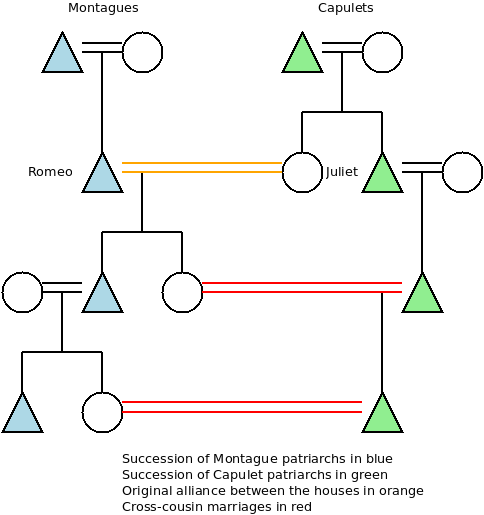 Montagues
Capulets
Romeo
Juliet
Succession of Montague patriarchs in blue
Succession of Capulet patriarchs in green
Original alliance between the houses in orange
Cross-cousin marriages in red